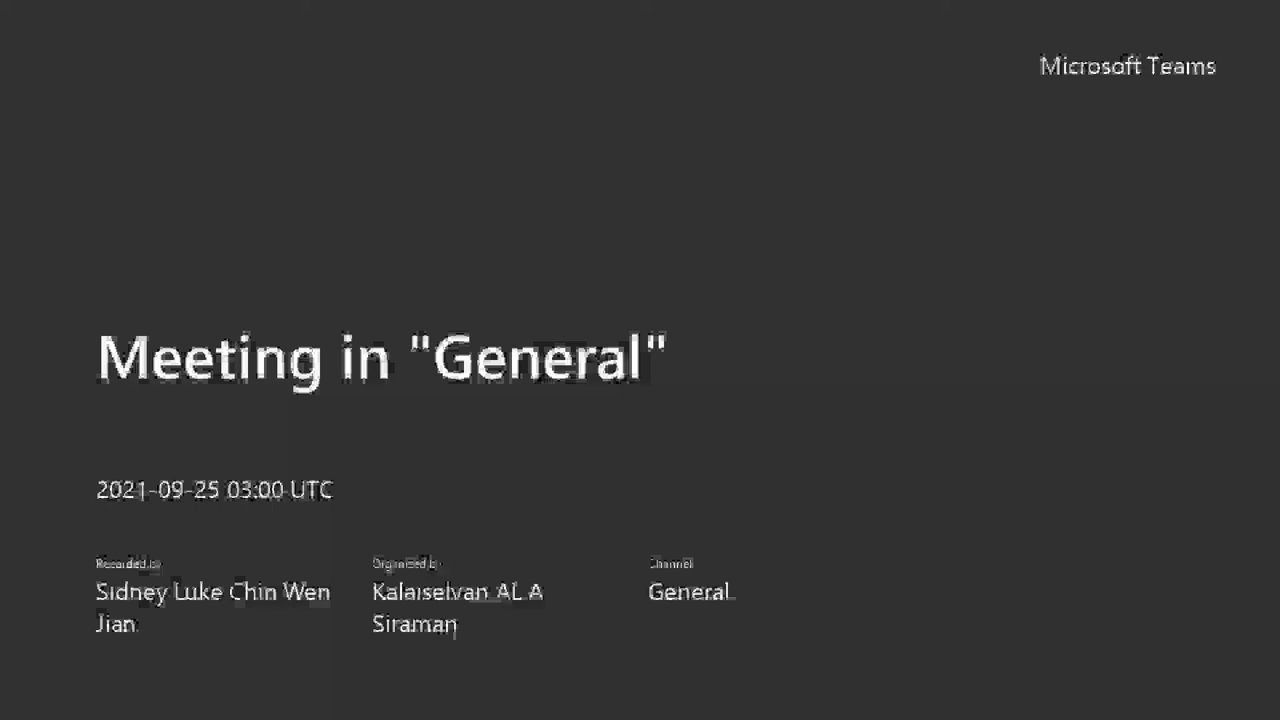 Microsoft Teams
Meeting in "General"
2021-09-25 03:00 UTC
Recorded by
Organized by
Channel
Sidney Luke Chin Wen
Kalaiselvan AL A
General
Jian
Siraman